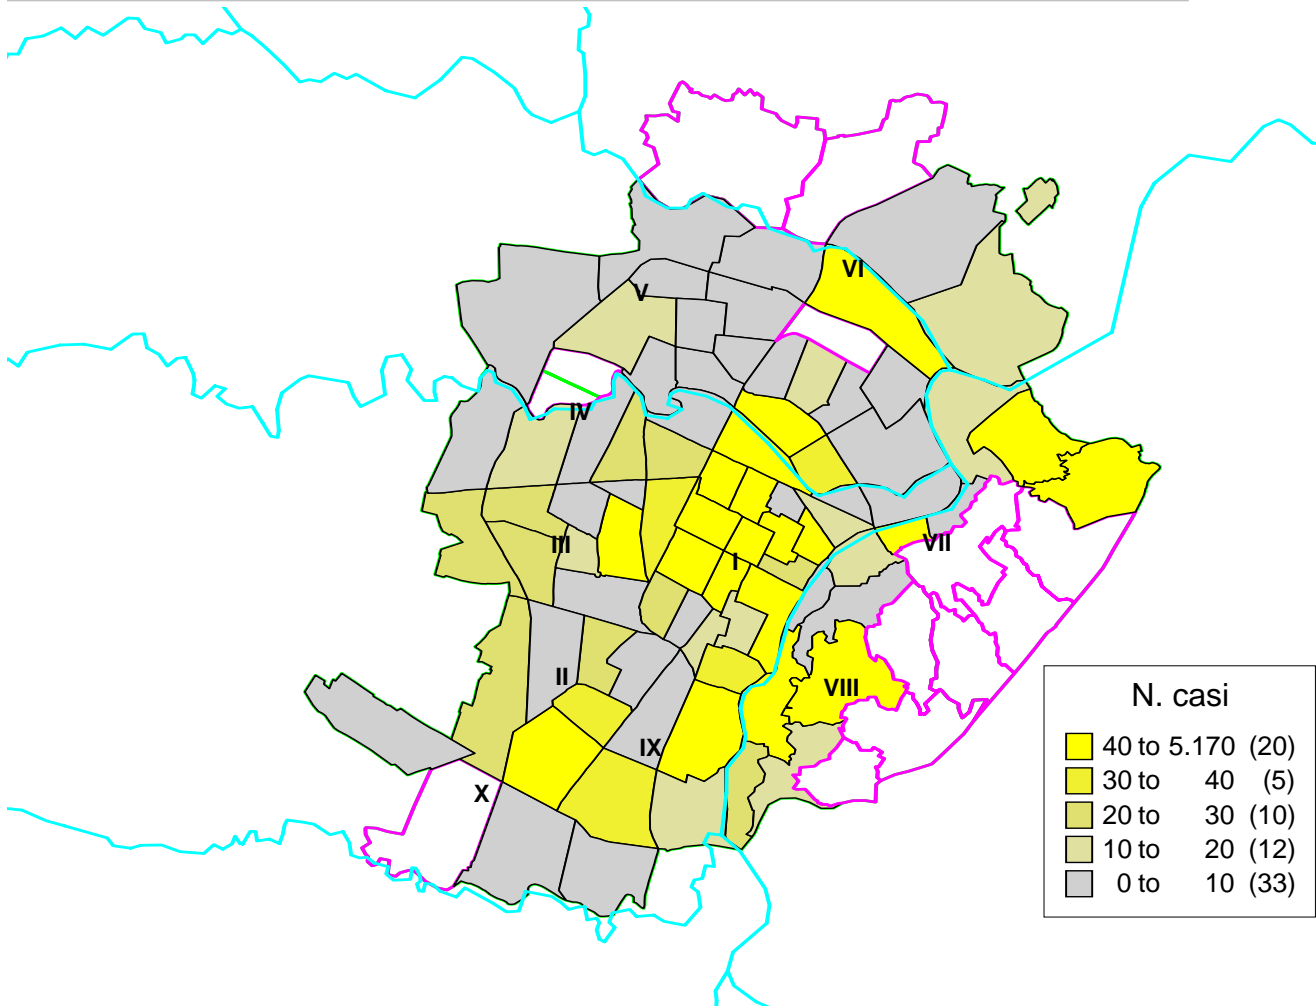 VI
V
IV
III
VII
I
II
VIII
IX
X
N. casi
40 to 5.170 (20)
30 to 40 (5)
20 to 30 (10)
10 to 20 (12)
0 to 10 (33)